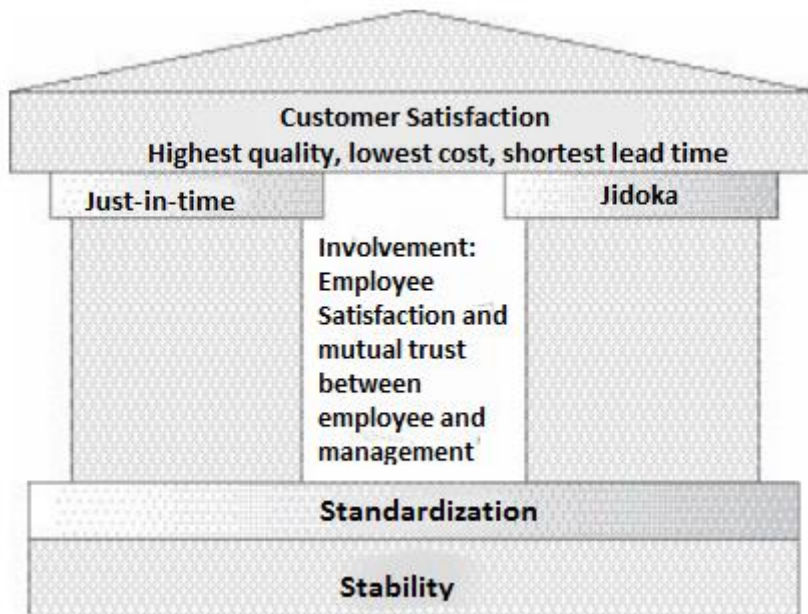 Customer Satisfaction
Highest quality, lowest cost, shortest lead time
Just-in-time
Jidoka
Involvement:
Employee
Satisfaction and
mutual trust
between
employee and
management
Standardization
Stability